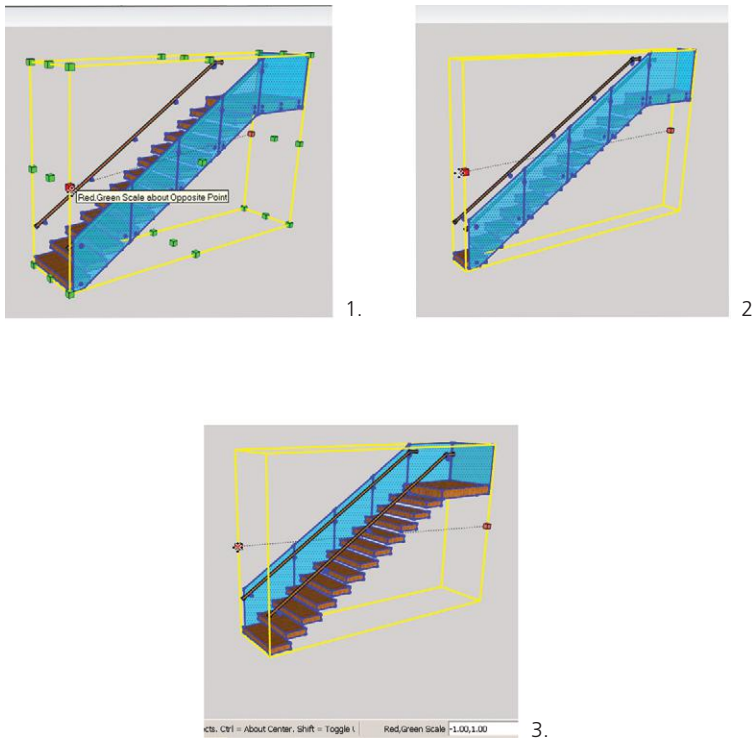 Red,Green Scale about Opposite Point
1.
2
cts. Ctrl = About Center. Shift = Toggle Red,Green Scale -1.00,1.00
3.